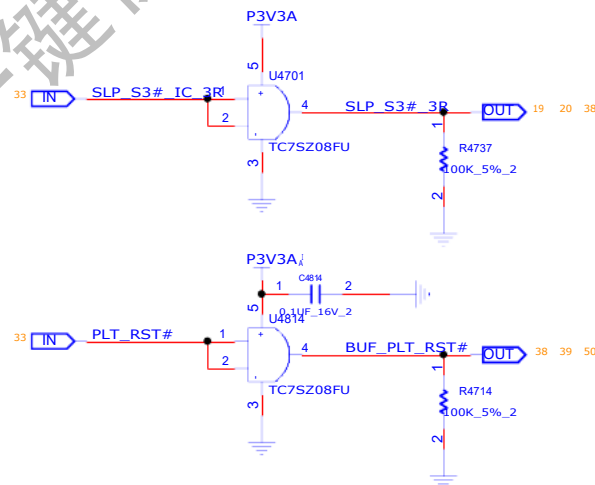 P3V3A
5
U4701
33 IN SLP_S3#_IC_3R 1 + 4 SLP_S3#_3R OUT 19 20 38
2 -
TC7SZ08FU
3
1
R4737
100K_5%_2
2
P3V3A
C4814
1 2
0.1UF_16V_2
5
U4814
33 IN PLT_RST# 1 + 4 BUF_PLT_RST# OUT 38 39 50
2 -
TC7SZ08FU
3
1
R4714
100K_5%_2
2